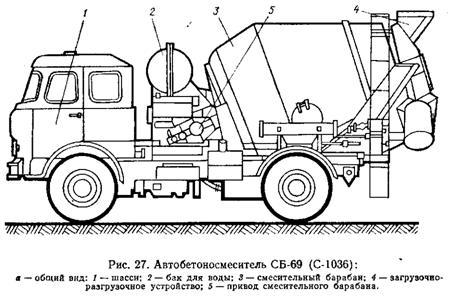 1 2 3 5 4
Рис. 27. Автобетоносмеситель СБ-69 (С-1036):
а — общий вид: 1 — шасси; 2 — бак для воды; 3 — смесительный барабан; 4 — загрузочно-
разгрузочное устройство; 5 — привод смесительного барабана.